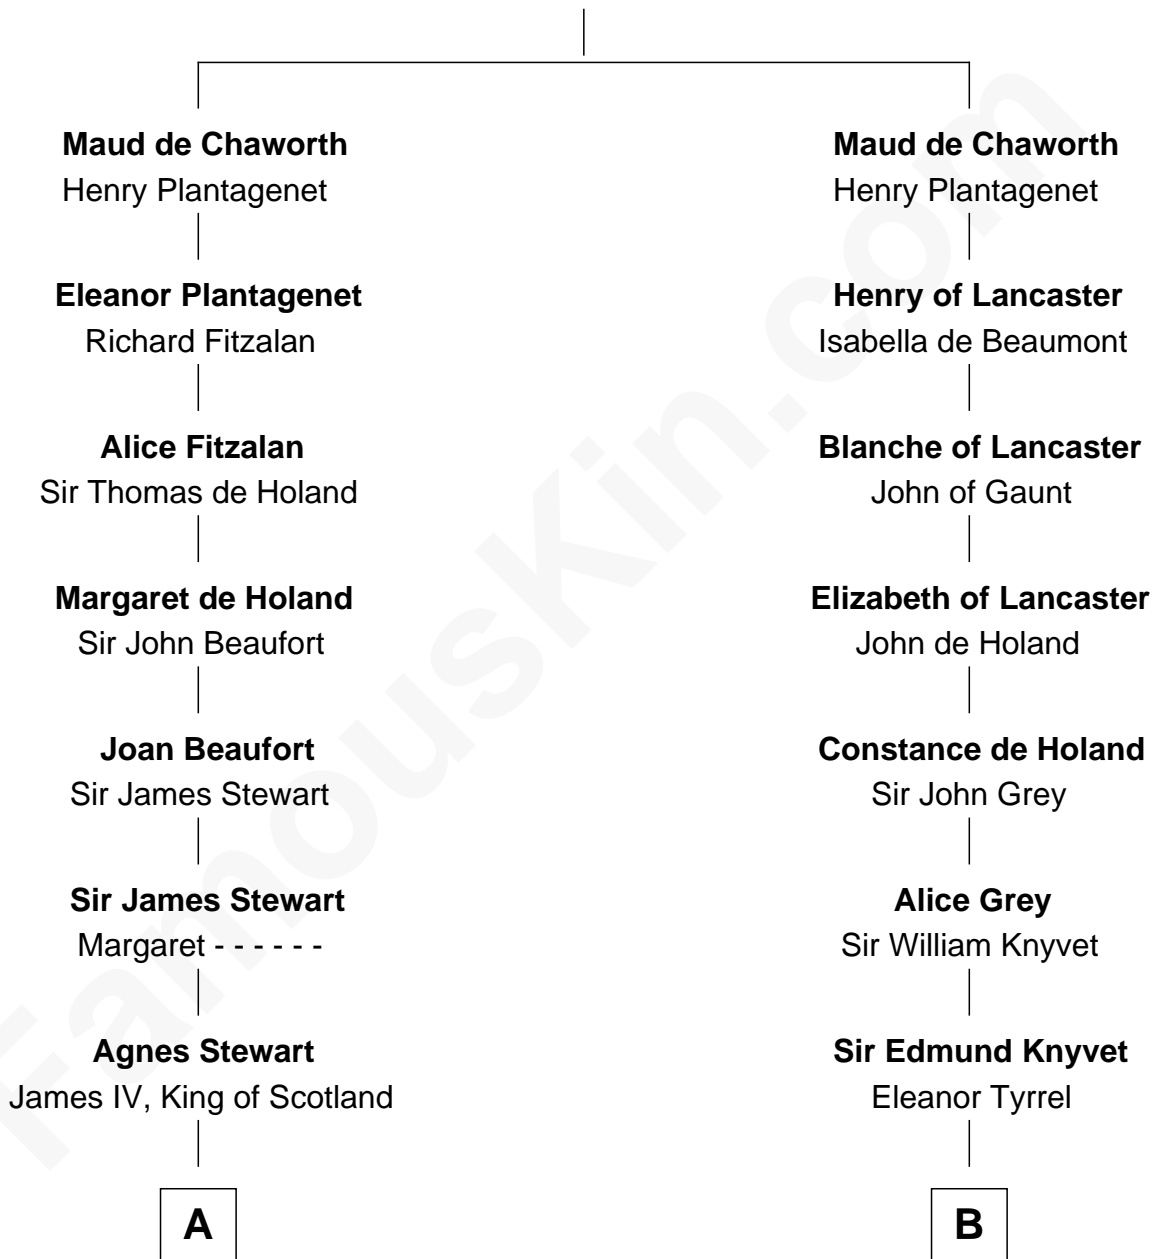 Maud de Chaworth
Henry Plantagenet
Eleanor Plantagenet
Richard Fitzalan
Alice Fitzalan
Sir Thomas de Holand
Margaret de Holand
Sir John Beaufort
Joan Beaufort
Sir James Stewart
Sir James Stewart
Margaret - - - - - -
Agnes Stewart
James IV, King of Scotland
A
Maud de Chaworth
Henry Plantagenet
Henry of Lancaster
Isabella de Beaumont
Blanche of Lancaster
John of Gaunt
Elizabeth of Lancaster
John de Holand
Constance de Holand
Sir John Grey
Alice Grey
Sir William Knyvet
Sir Edmund Knyvet
Eleanor Tyrrel
B
FamousKin.com